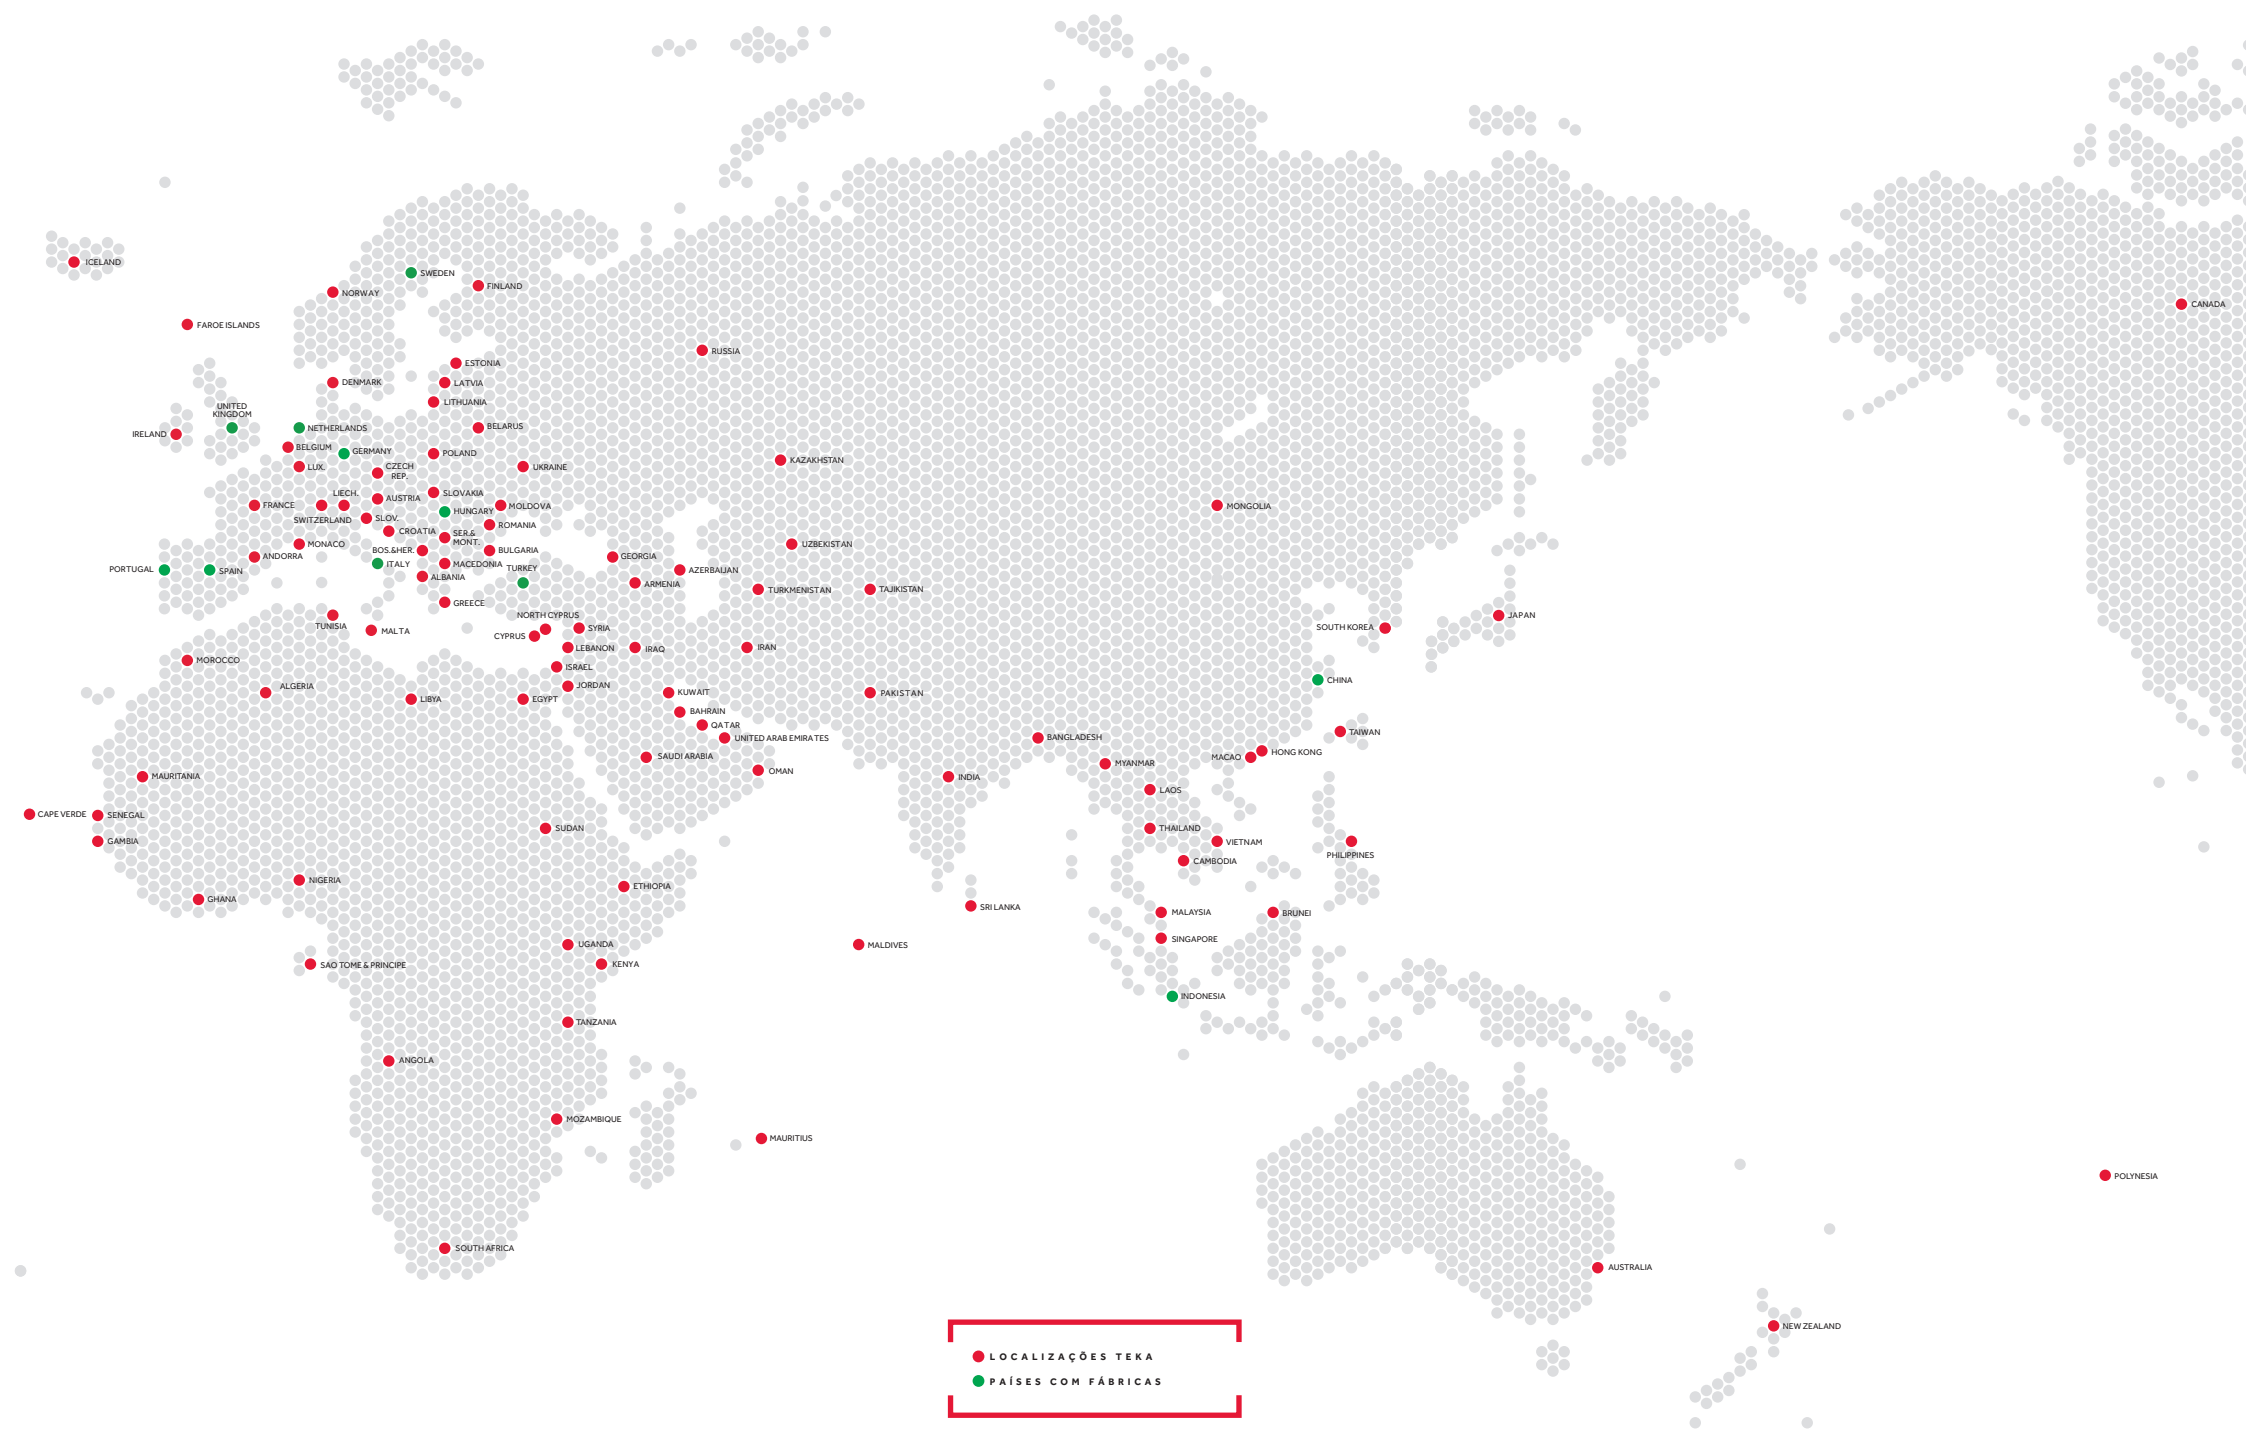 ICELAND
SWEDEN
FINLAND
NORWAY
CANADA
FAROE ISLANDS
RUSSIA
ESTONIA
DENMARK
LATVIA
LITHUANIA
UNITED
KINGDOM
NETHERLANDS
BELARUS
IRELAND
BELGIUM
GERMANY
POLAND
KAZAKHSTAN
LUX.
CZECH
REP.
UKRAINE
LIECH.
AUSTRIA
SLOVAKIA
FRANCE
MOLDOVA
MONGOLIA
HUNGARY
SWITZERLAND
SLOV.
ROMANIA
CROATIA
SER.&
MONT.
MONACO
BOS.&HER.
BULGARIA
UZBEKISTAN
ANDORRA
GEORGIA
ITALY
MACEDONIA
TURKEY
PORTUGAL
SPAIN
AZERBAIJAN
ALBANIA
ARMENIA
TURKMENISTAN
TAJIKISTAN
GREECE
NORTH CYPRUS
JAPAN
TUNISIA
MALTA
CYPRUS
SYRIA
SOUTH KOREA
LEBANON
IRAQ
IRAN
MOROCCO
ISRAEL
CHINA
ALGERIA
JORDAN
LIBYA
EGYPT
KUWAIT
PAKISTAN
BAHRAIN
QATAR
TAIWAN
UNITED ARAB EMIRATES
BANGLADESH
HONG KONG
SAUDI ARABIA
MACAO
MYANMAR
OMAN
MAURITANIA
INDIA
LAOS
CAPE VERDE
SENEGAL
SUDAN
THAILAND
GAMBIA
VIETNAM
PHILIPPINES
CAMBODIA
NIGERIA
ETHIOPIA
GHANA
SRI LANKA
MALAYSIA
BRUNEI
SINGAPORE
UGANDA
MALDIVES
SAO TOME & PRINCIPE
KENYA
INDONESIA
TANZANIA
ANGOLA
MOZAMBIQUE
MAURITIUS
POLYNESIA
SOUTH AFRICA
AUSTRALIA
NEW ZEALAND
LOCALIZAÇÕES TEKA
PAÍSES COM FÁBRICAS